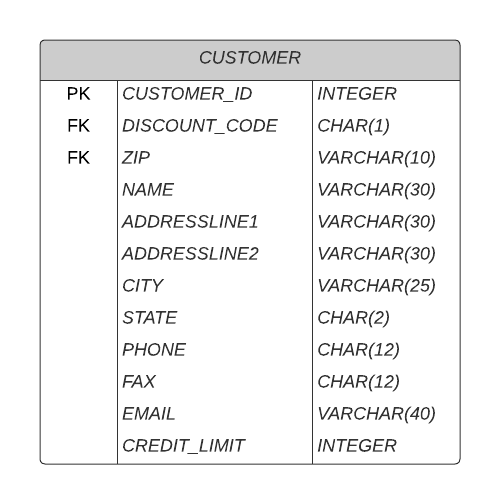 CUSTOMER
PK CUSTOMER_ID INTEGER
FK DISCOUNT_CODE CHAR(1)
FK ZIP VARCHAR(10)
NAME VARCHAR(30)
ADDRESSLINE1 VARCHAR(30)
ADDRESSLINE2 VARCHAR(30)
CITY VARCHAR(25)
STATE CHAR(2)
PHONE CHAR(12)
FAX CHAR(12)
EMAIL VARCHAR(40)
CREDIT_LIMIT INTEGER